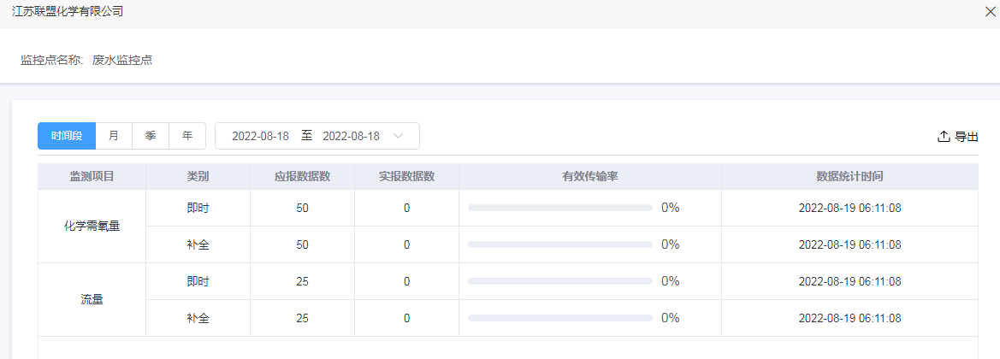 江苏联盟化学有限公司
监控点名称: 废水监控点
时间段 月 季 年 2022-08-18 至 2022-08-18 导出
监测项目 类别 应报数据数 实报数据数 有效传输率 数据统计时间
化学需氧量 即时 50 0 0% 2022-08-19 06:11:08
补全 50 0 0% 2022-08-19 06:11:08
流量 即时 25 0 0% 2022-08-19 06:11:08
补全 25 0 0% 2022-08-19 06:11:08